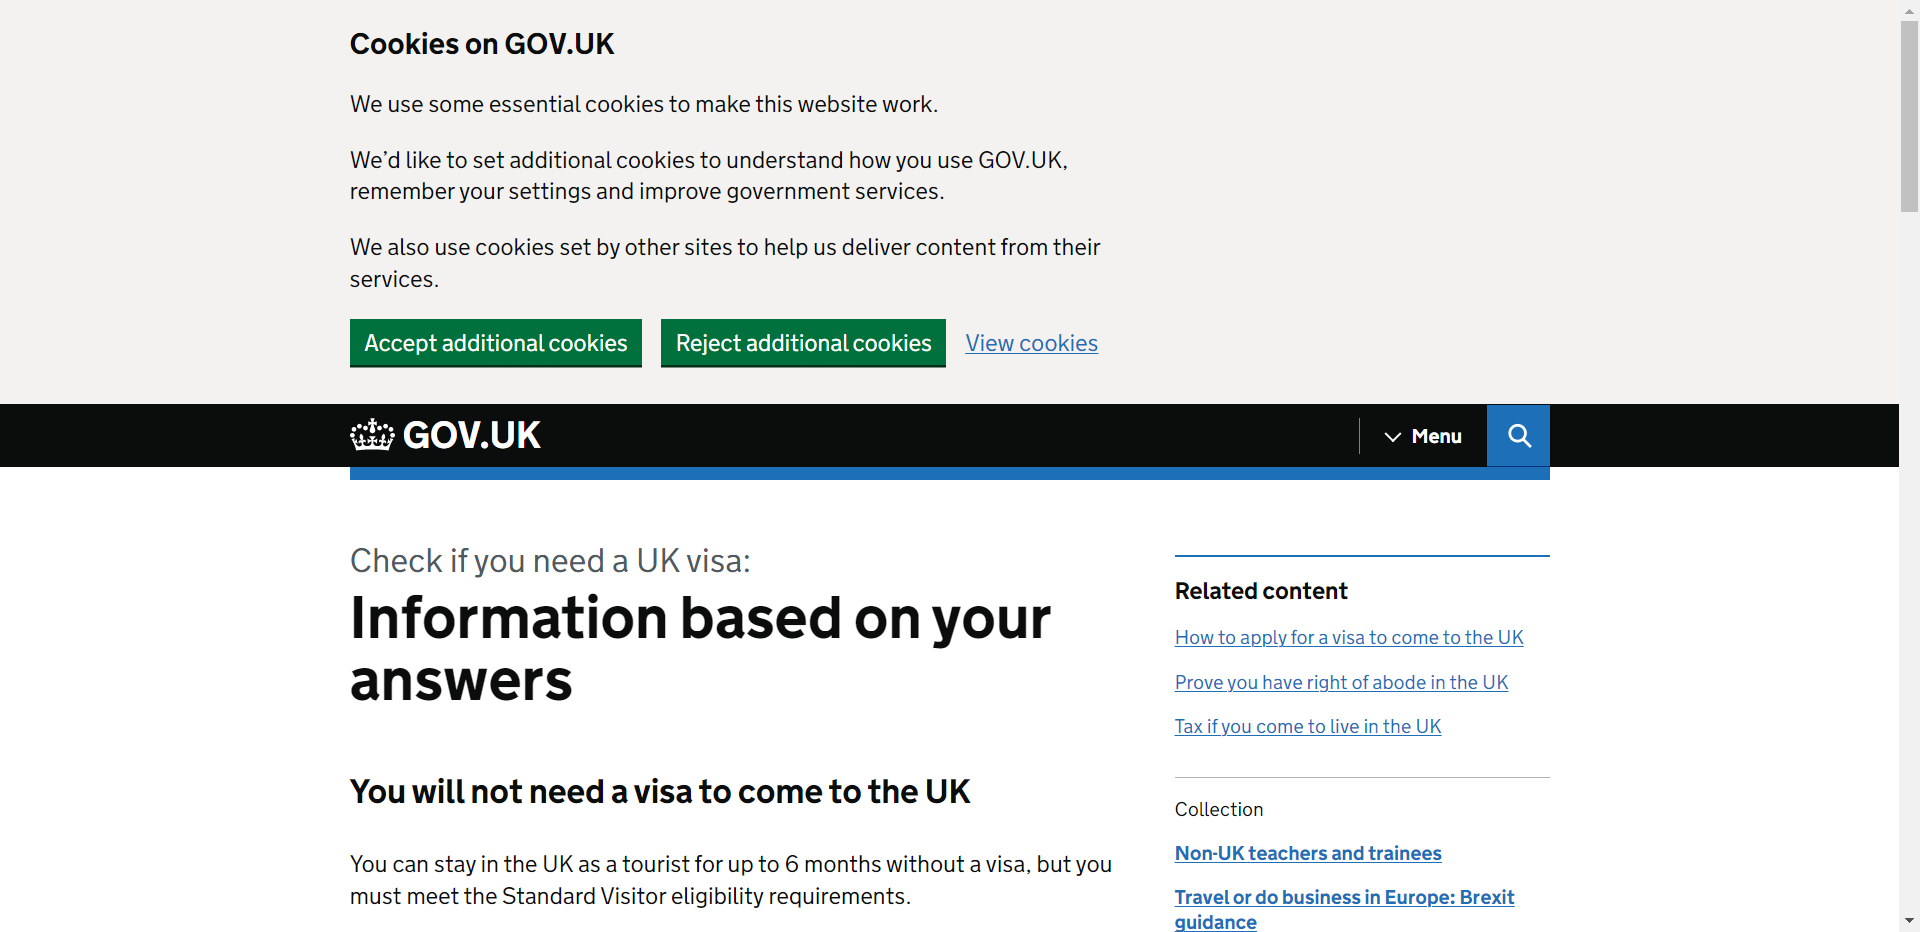 Cookies on GOV.UK
We use some essential cookies to make this website work.
We’d like to set additional cookies to understand how you use GOV.UK,
remember your settings and improve government services.
We also use cookies set by other sites to help us deliver content from their
services.
Accept additional cookies
Reject additional cookies
View cookies
GOV.UK
Menu
Check if you need a UK visa:
Information based on your
answers
You will not need a visa to come to the UK
You can stay in the UK as a tourist for up to 6 months without a visa, but you
must meet the Standard Visitor eligibility requirements.
Related content
How to apply for a visa to come to the UK
Prove you have right of abode in the UK
Tax if you come to live in the UK
Collection
Non-UK teachers and trainees
Travel or do business in Europe: Brexit
guidance